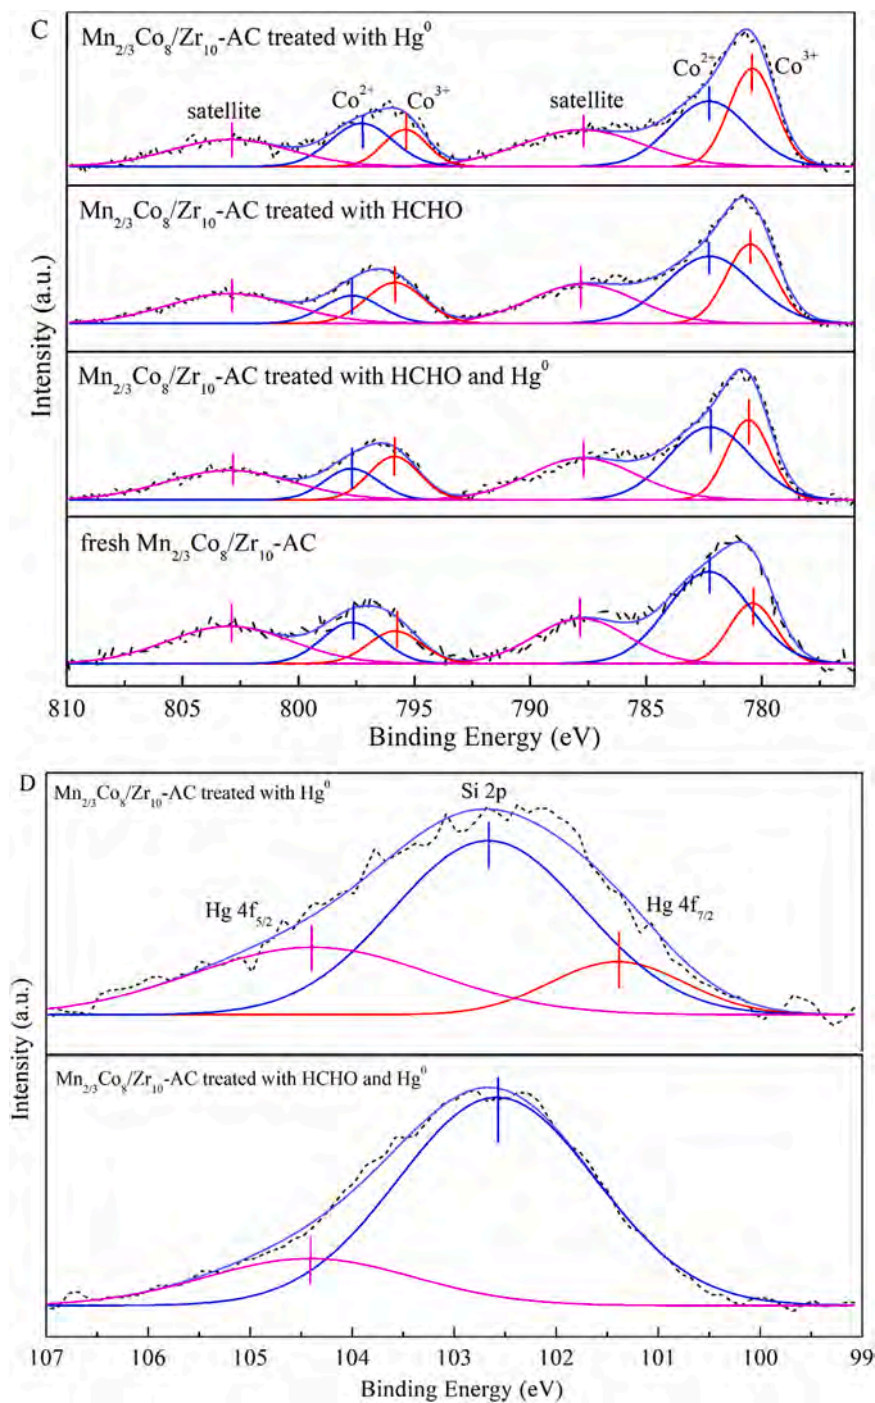 C
Mn2/3Co8/Zr10-AC treated with Hg0
satellite Co2+ Co3+ satellite Co2+ Co3+
Mn2/3Co8/Zr10-AC treated with HCHO
Mn2/3Co8/Zr10-AC treated with HCHO and Hg0
fresh Mn2/3Co8/Zr10-AC
Intensity (a.u.)
810 805 800 795 790 785 780
Binding Energy (eV)
D
Mn2/3Co8/Zr10-AC treated with Hg0
Si 2p
Hg 4f5/2
Hg 4f7/2
Mn2/3Co8/Zr10-AC treated with HCHO and Hg0
Intensity (a.u.)
107 106 105 104 103 102 101 100 99
Binding Energy (eV)